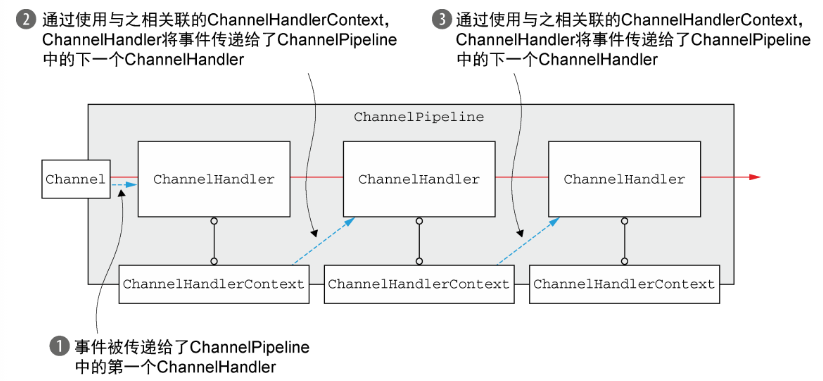 ❷ 通过使用与之相关联的ChannelHandlerContext,
ChannelHandler将事件传递给了ChannelPipeline
中的下一个ChannelHandler
❸ 通过使用与之相关联的ChannelHandlerContext,
ChannelHandler将事件传递给了ChannelPipeline
中的下一个ChannelHandler
ChannelPipeline
Channel
ChannelHandler
ChannelHandler
ChannelHandler
ChannelHandlerContext
ChannelHandlerContext
ChannelHandlerContext
❶ 事件被传递给了ChannelPipeline
中的第一个ChannelHandler